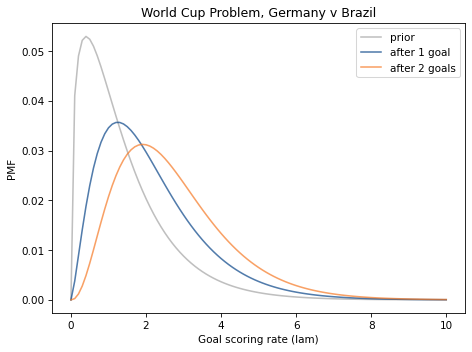 World Cup Problem, Germany v Brazil
prior
after 1 goal
after 2 goals
PMF
0.05
0.04
0.03
0.02
0.01
0.00
0 2 4 6 8 10
Goal scoring rate (lam)